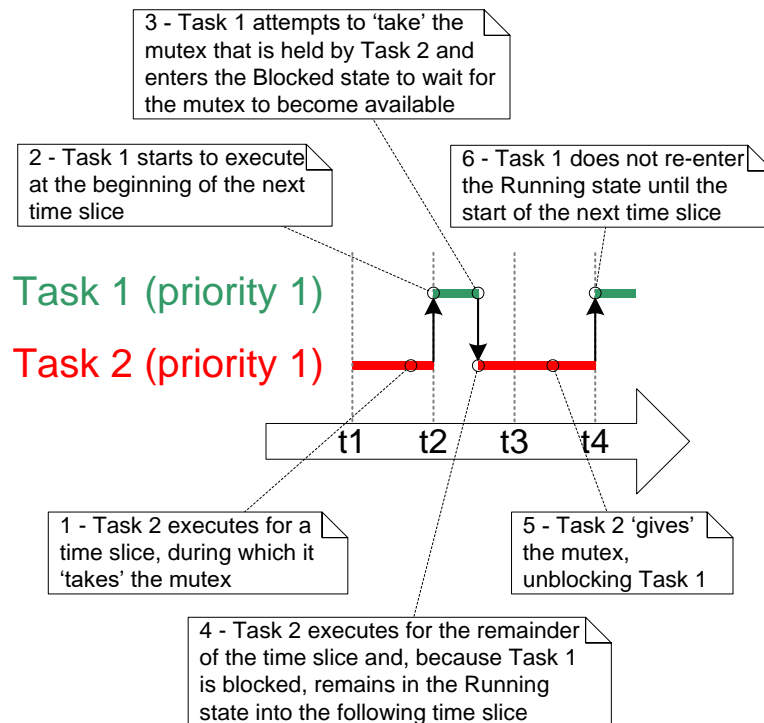 3 - Task 1 attempts to ‘take’ the
mutex that is held by Task 2 and
enters the Blocked state to wait for
the mutex to become available
2 - Task 1 starts to execute
at the beginning of the next
time slice
6 - Task 1 does not re-enter
the Running state until the
start of the next time slice
Task 1 (priority 1)
Task 2 (priority 1)
t1 t2 t3 t4
1 - Task 2 executes for a
time slice, during which it
‘takes’ the mutex
5 - Task 2 ‘gives’
the mutex,
unblocking Task 1
4 - Task 2 executes for the remainder
of the time slice and, because Task 1
is blocked, remains in the Running
state into the following time slice